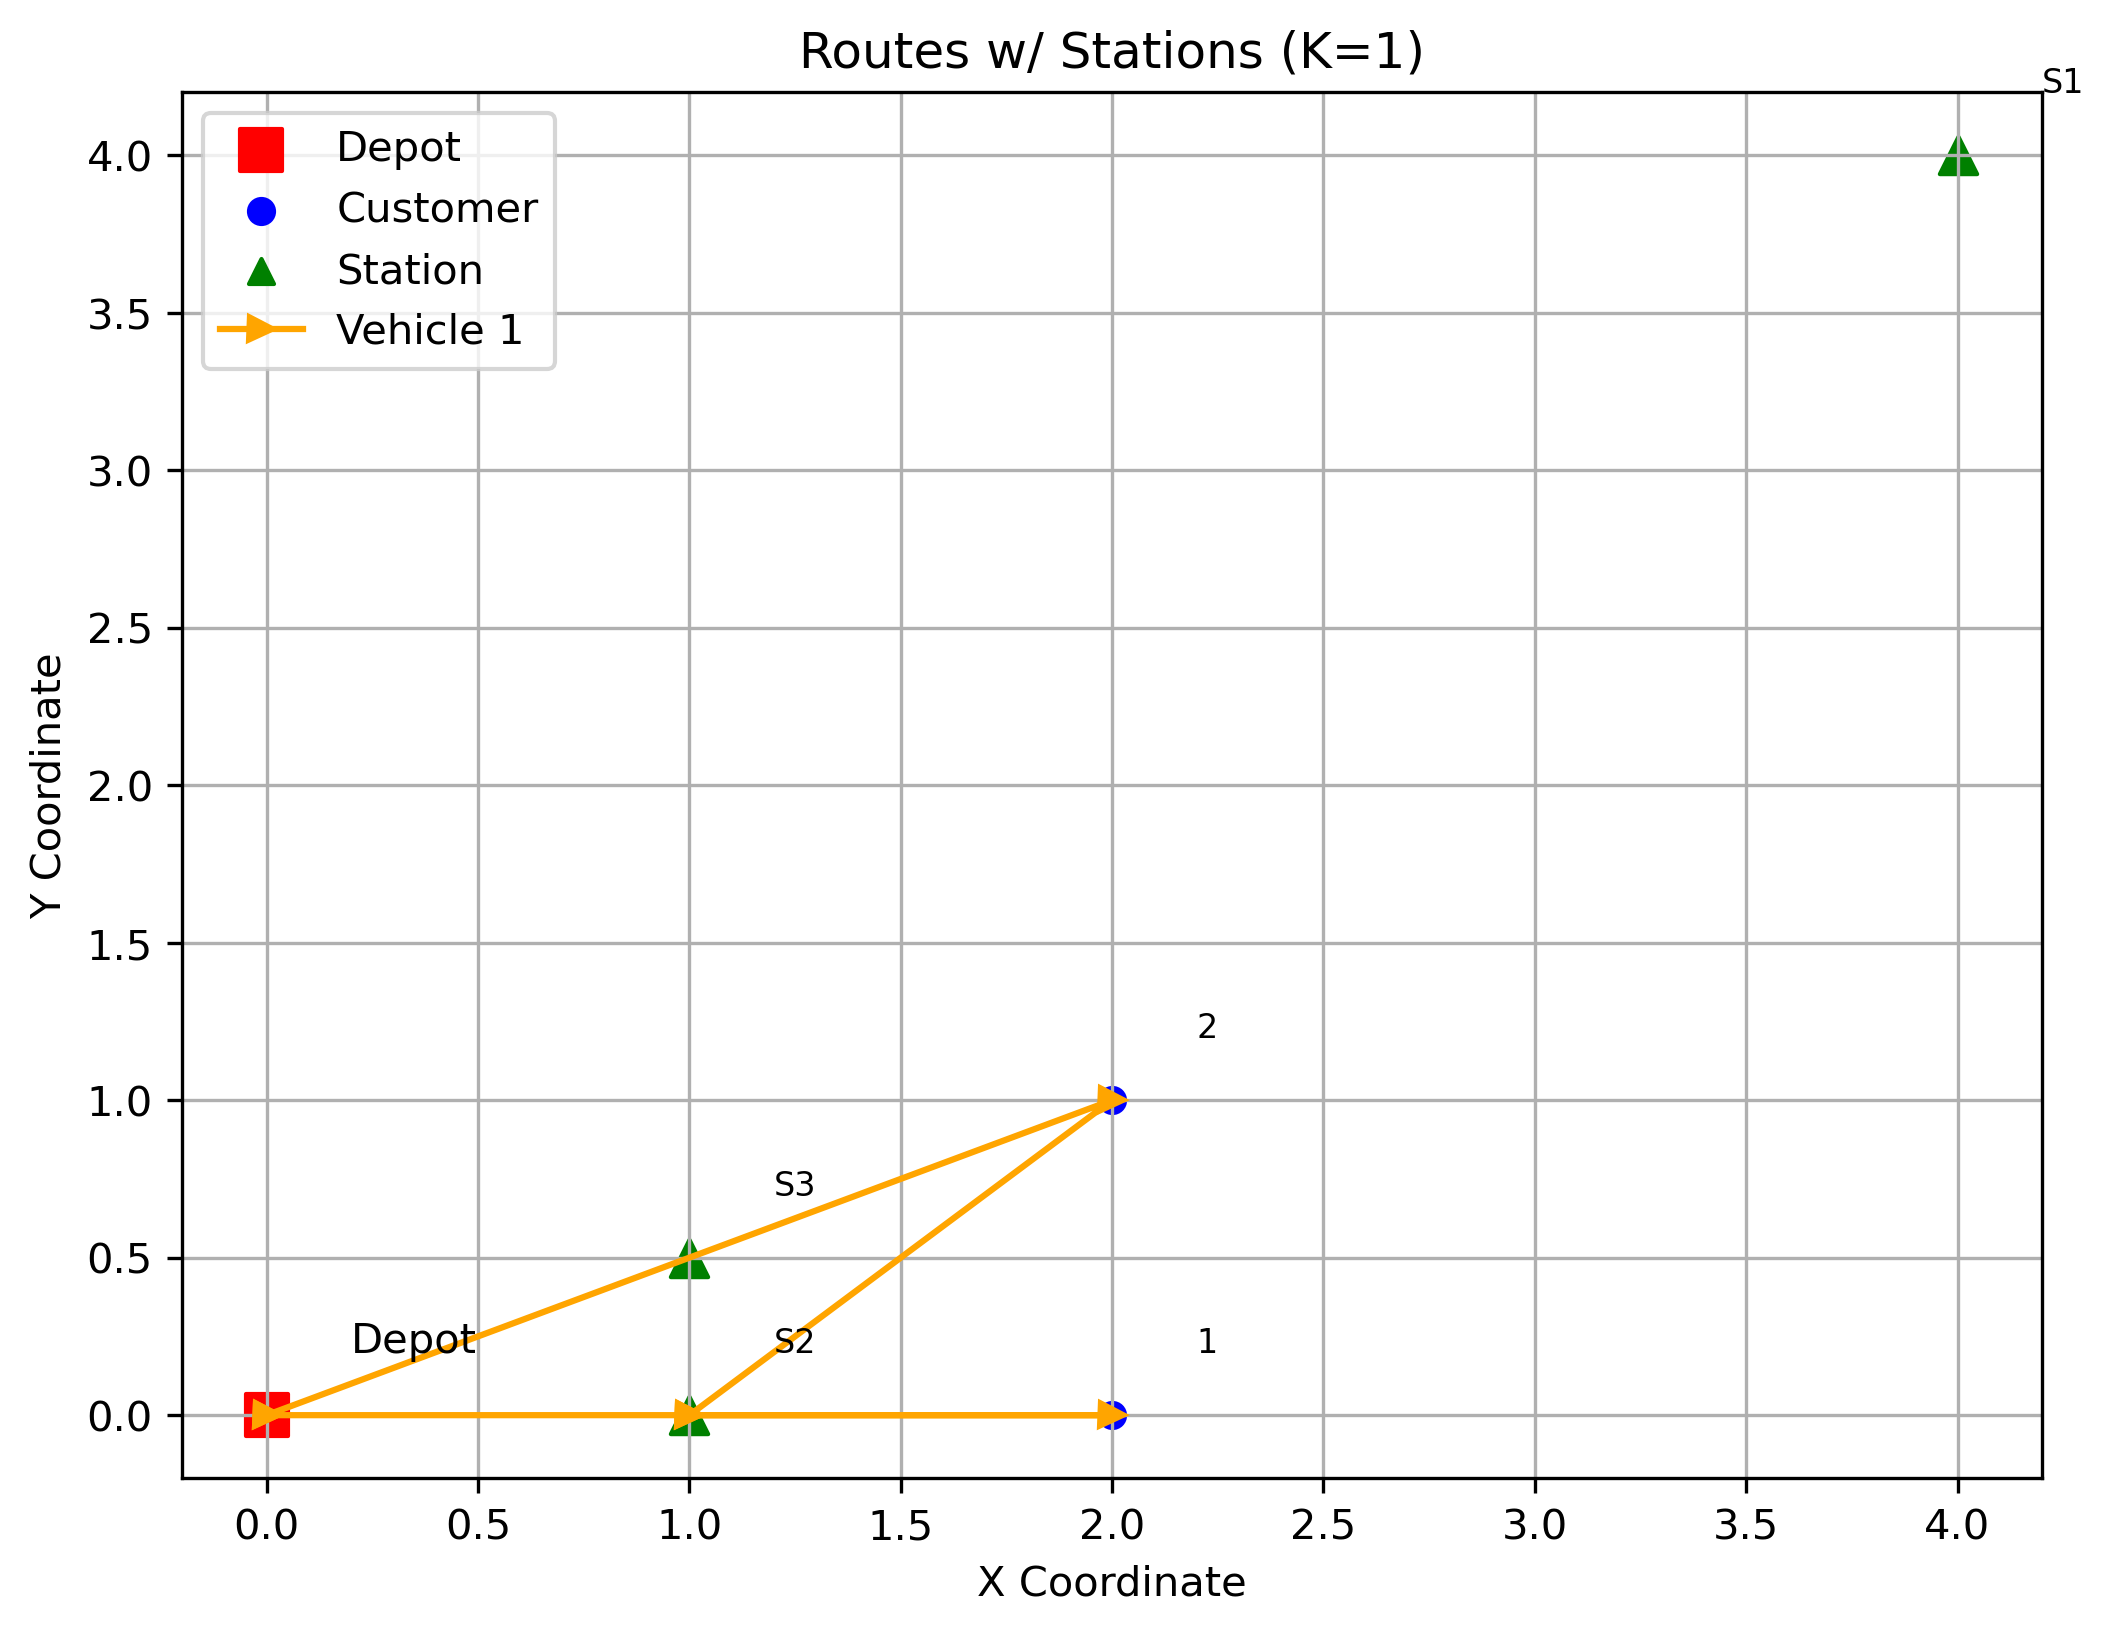 Routes w/ Stations (K=1)
S1
Depot
Customer
Station
Vehicle 1
4.0
3.5
3.0
2.5
2.0
1.5
1.0
0.5
0.0
Y Coordinate
2
S3
Depot
S2
1
0.0 0.5 1.0 1.5 2.0 2.5 3.0 3.5 4.0
X Coordinate